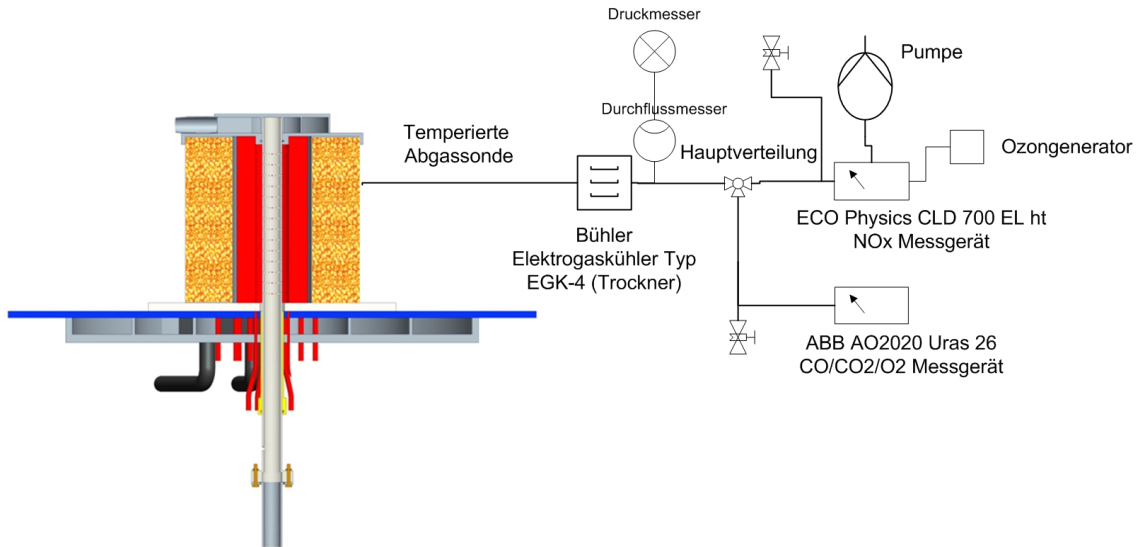 Druckmesser
Pumpe
Durchflussmesser
Temperierte
Abgassonde
Hauptverteilung
Ozongenerator
ECO Physics CLD 700 EL ht
NOx Messgerät
Bühler
Elektrogaskühler Typ
EGK-4 (Trockner)
ABB AO2020 Uras 26
CO/CO2/O2 Messgerät